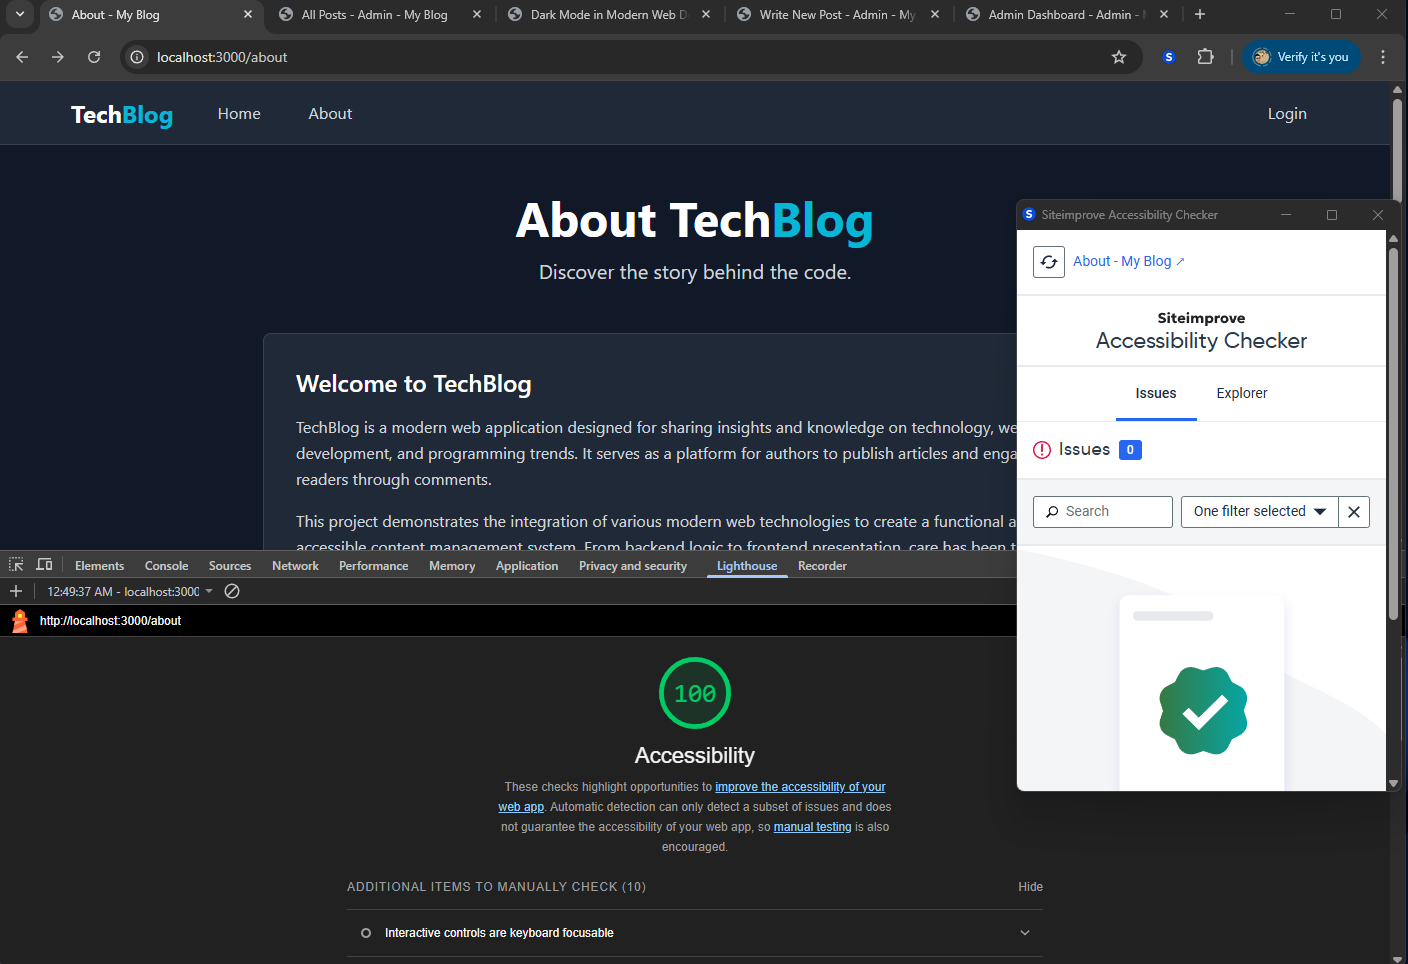 About - My Blog
All Posts - Admin - My Blog
Dark Mode in Modern Web D
Write New Post - Admin - My
Admin Dashboard - Admin -
localhost:3000/about
S
Verify it's you
TechBlog
Home
About
Login
About TechBlog
Discover the story behind the code.
Welcome to TechBlog
TechBlog is a modern web application designed for sharing insights and knowledge on technology, we
development, and programming trends. It serves as a platform for authors to publish articles and enga
readers through comments.
This project demonstrates the integration of various modern web technologies to create a functional a
accessible content management system. From backend logic to frontend presentation, care has been t
S Siteimprove Accessibility Checker
About - My Blog ↗
Siteimprove
Accessibility Checker
Issues
Explorer
Issues 0
Search
One filter selected
Elements
Console
Sources
Network
Performance
Memory
Application
Privacy and security
Lighthouse
Recorder
12:49:37 AM - localhost:3000
http://localhost:3000/about
100
Accessibility
These checks highlight opportunities to improve the accessibility of your
web app. Automatic detection can only detect a subset of issues and does
not guarantee the accessibility of your web app, so manual testing is also
encouraged.
ADDITIONAL ITEMS TO MANUALLY CHECK (10)
Hide
Interactive controls are keyboard focusable